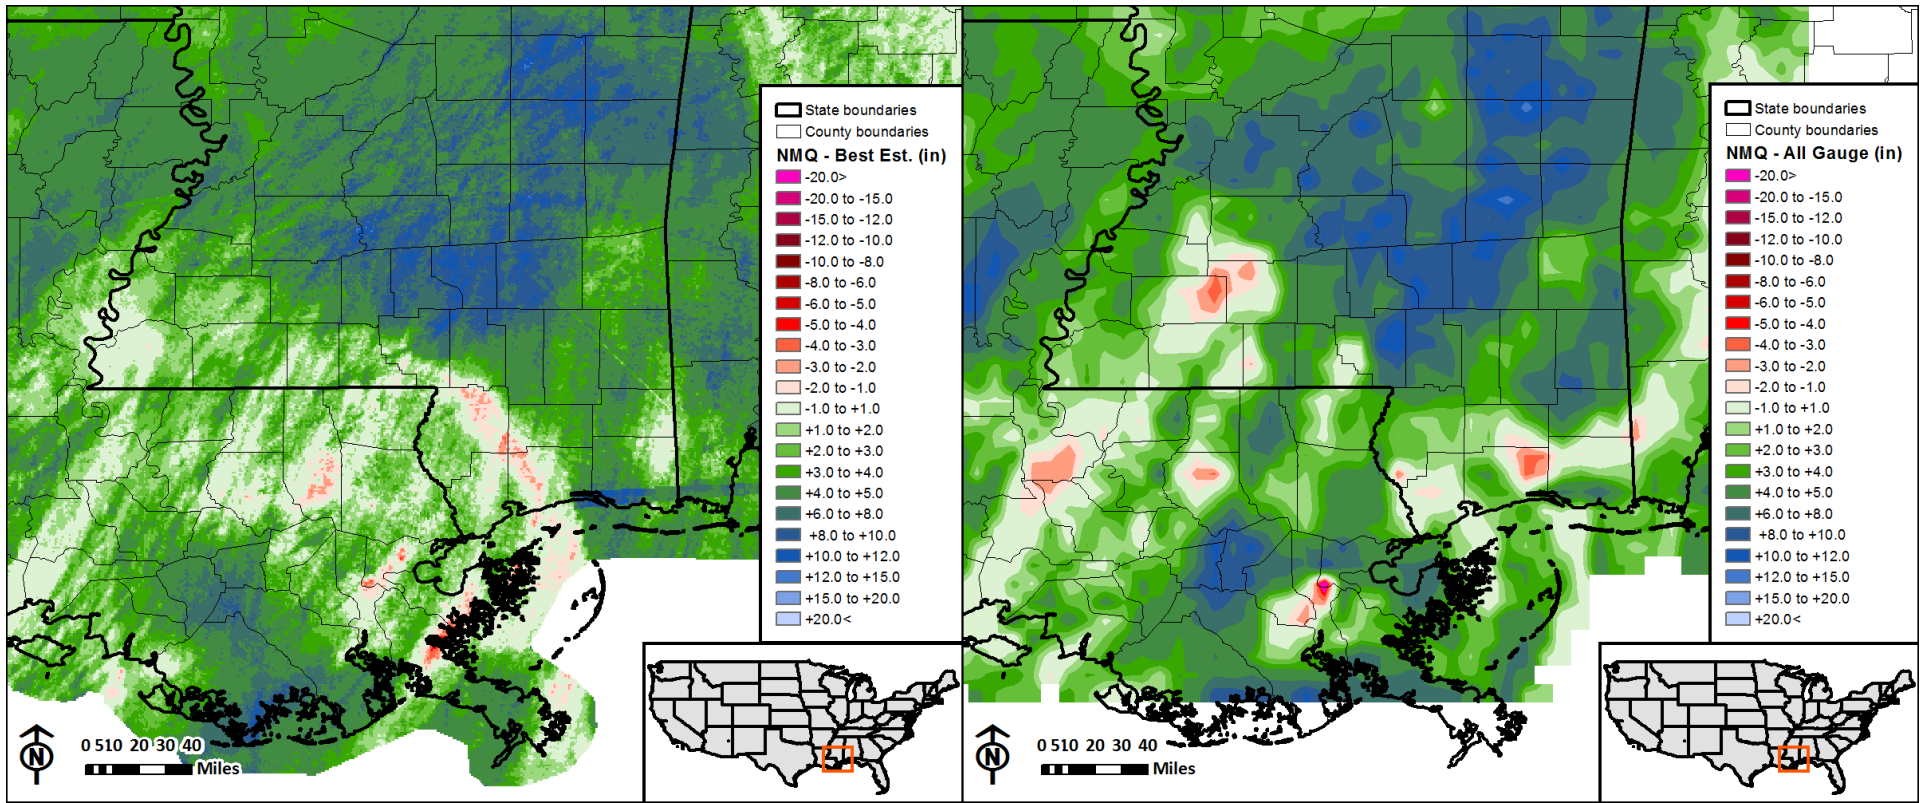 State boundaries
County boundaries
NMQ - Best Est. (in)
-20.0>
-20.0 to -15.0
-15.0 to -12.0
-12.0 to -10.0
-10.0 to -8.0
-8.0 to -6.0
-6.0 to -5.0
-5.0 to -4.0
-4.0 to -3.0
-3.0 to -2.0
-2.0 to -1.0
-1.0 to +1.0
+1.0 to +2.0
+2.0 to +3.0
+3.0 to +4.0
+4.0 to +5.0
+6.0 to +8.0
+8.0 to +10.0
+10.0 to +12.0
+12.0 to +15.0
+15.0 to +20.0
+20.0<
N
0 510 20 30 40
Miles
State boundaries
County boundaries
NMQ - All Gauge (in)
-20.0>
-20.0 to -15.0
-15.0 to -12.0
-12.0 to -10.0
-10.0 to -8.0
-8.0 to -6.0
-6.0 to -5.0
-5.0 to -4.0
-4.0 to -3.0
-3.0 to -2.0
-2.0 to -1.0
-1.0 to +1.0
+1.0 to +2.0
+2.0 to +3.0
+3.0 to +4.0
+4.0 to +5.0
+6.0 to +8.0
+8.0 to +10.0
+10.0 to +12.0
+12.0 to +15.0
+15.0 to +20.0
+20.0<
N
0 510 20 30 40
Miles